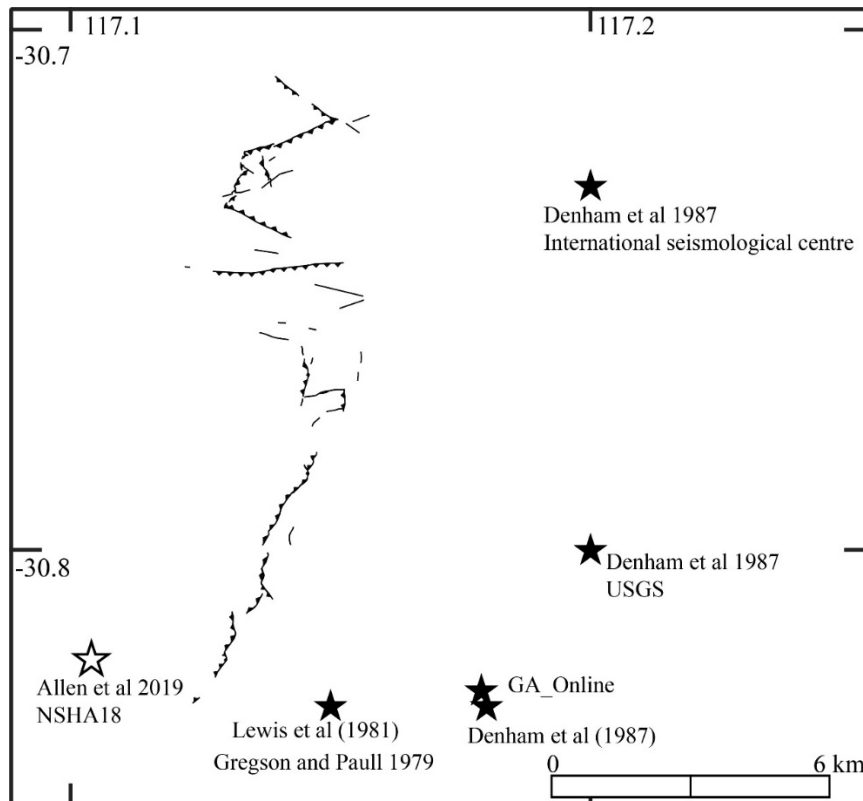 117.1
117.2
-30.7
Denham et al 1987
International seismological centre
-30.8
Denham et al 1987
USGS
Allen et al 2019
NSHA18
GA_Online
Lewis et al (1981)
Denham et al (1987)
Gregson and Paull 1979
0
6 km